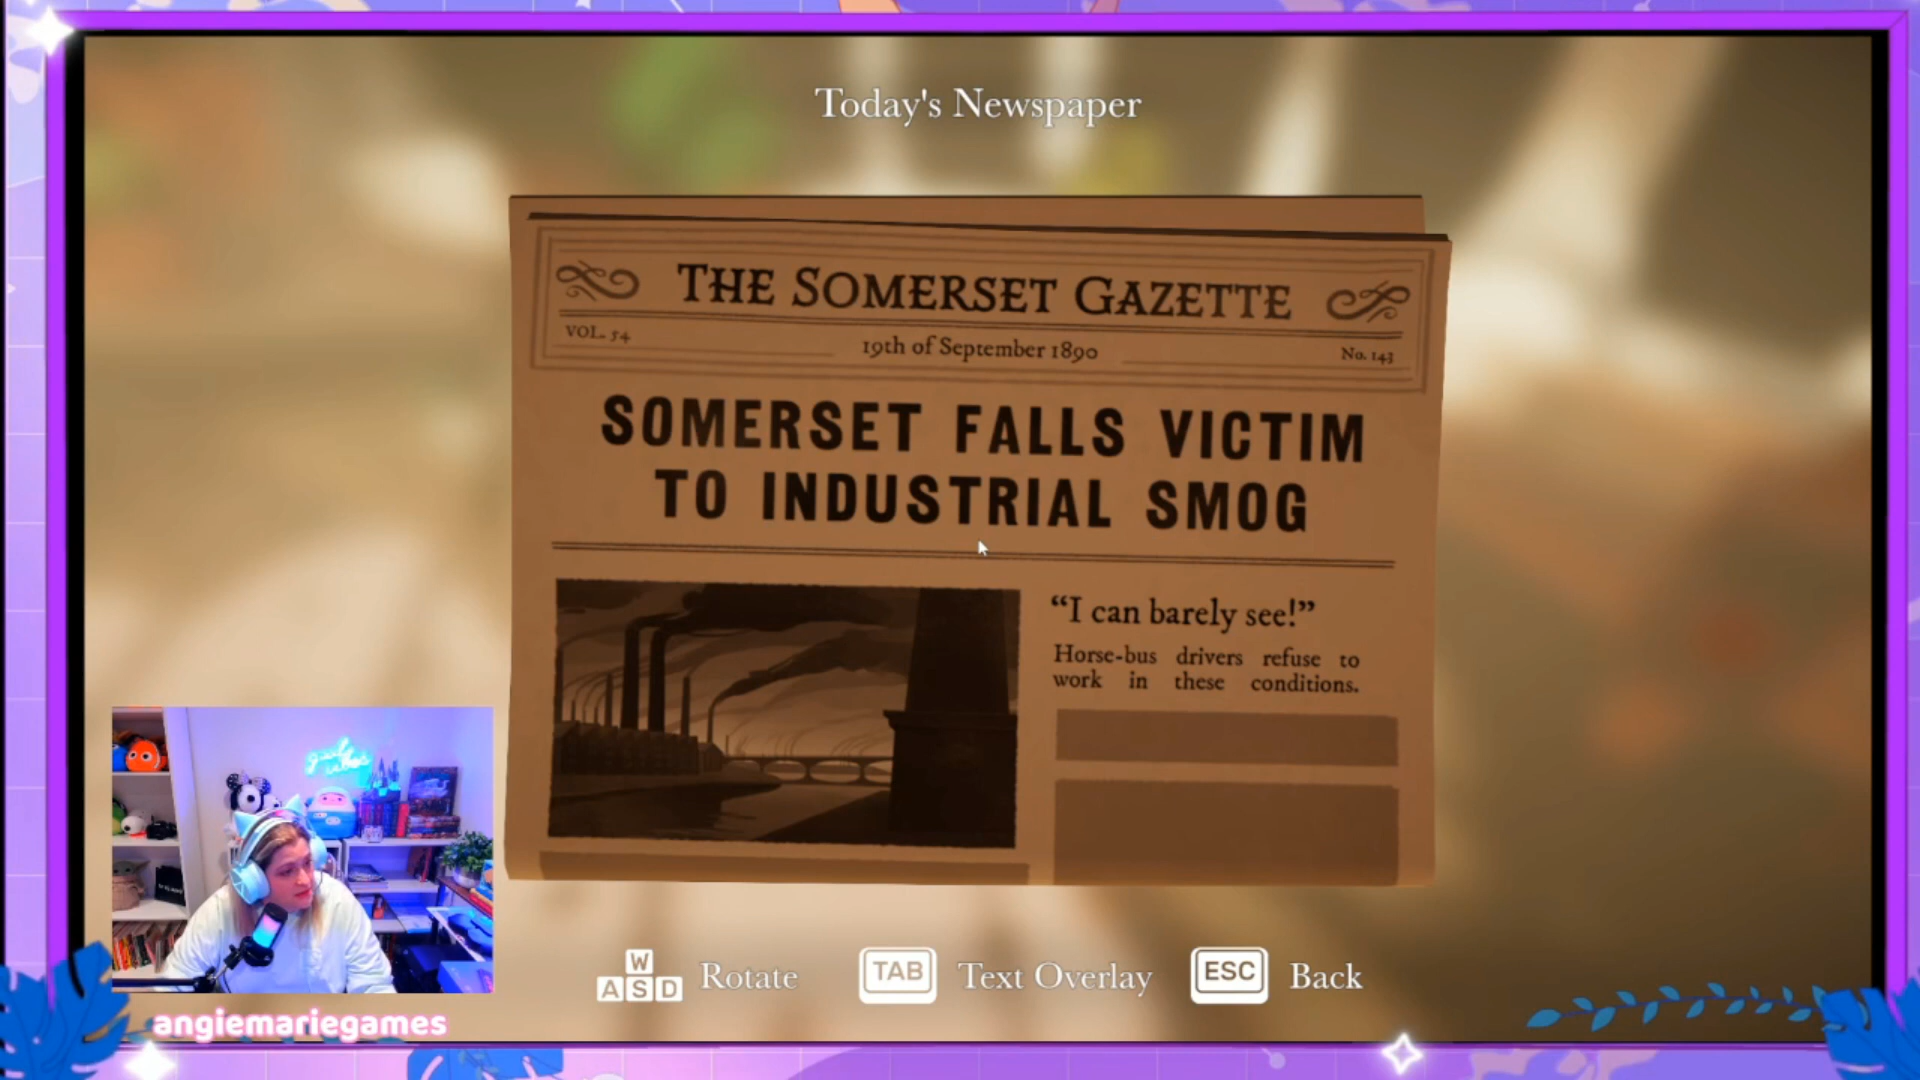 Today's Newspaper
THE SOMERSET GAZETTE
VOL. 54
19th of September 1890
No. 143
SOMERSET FALLS VICTIM
TO INDUSTRIAL SMOG
“I can barely see!”
Horse-bus drivers refuse to
work in these conditions.
good
vibes
W
A S D Rotate
TAB Text Overlay
ESC Back
angiemariegames